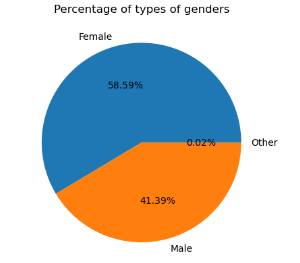 Percentage of types of genders
Female
58.59%
0.02%
Other
41.39%
Male